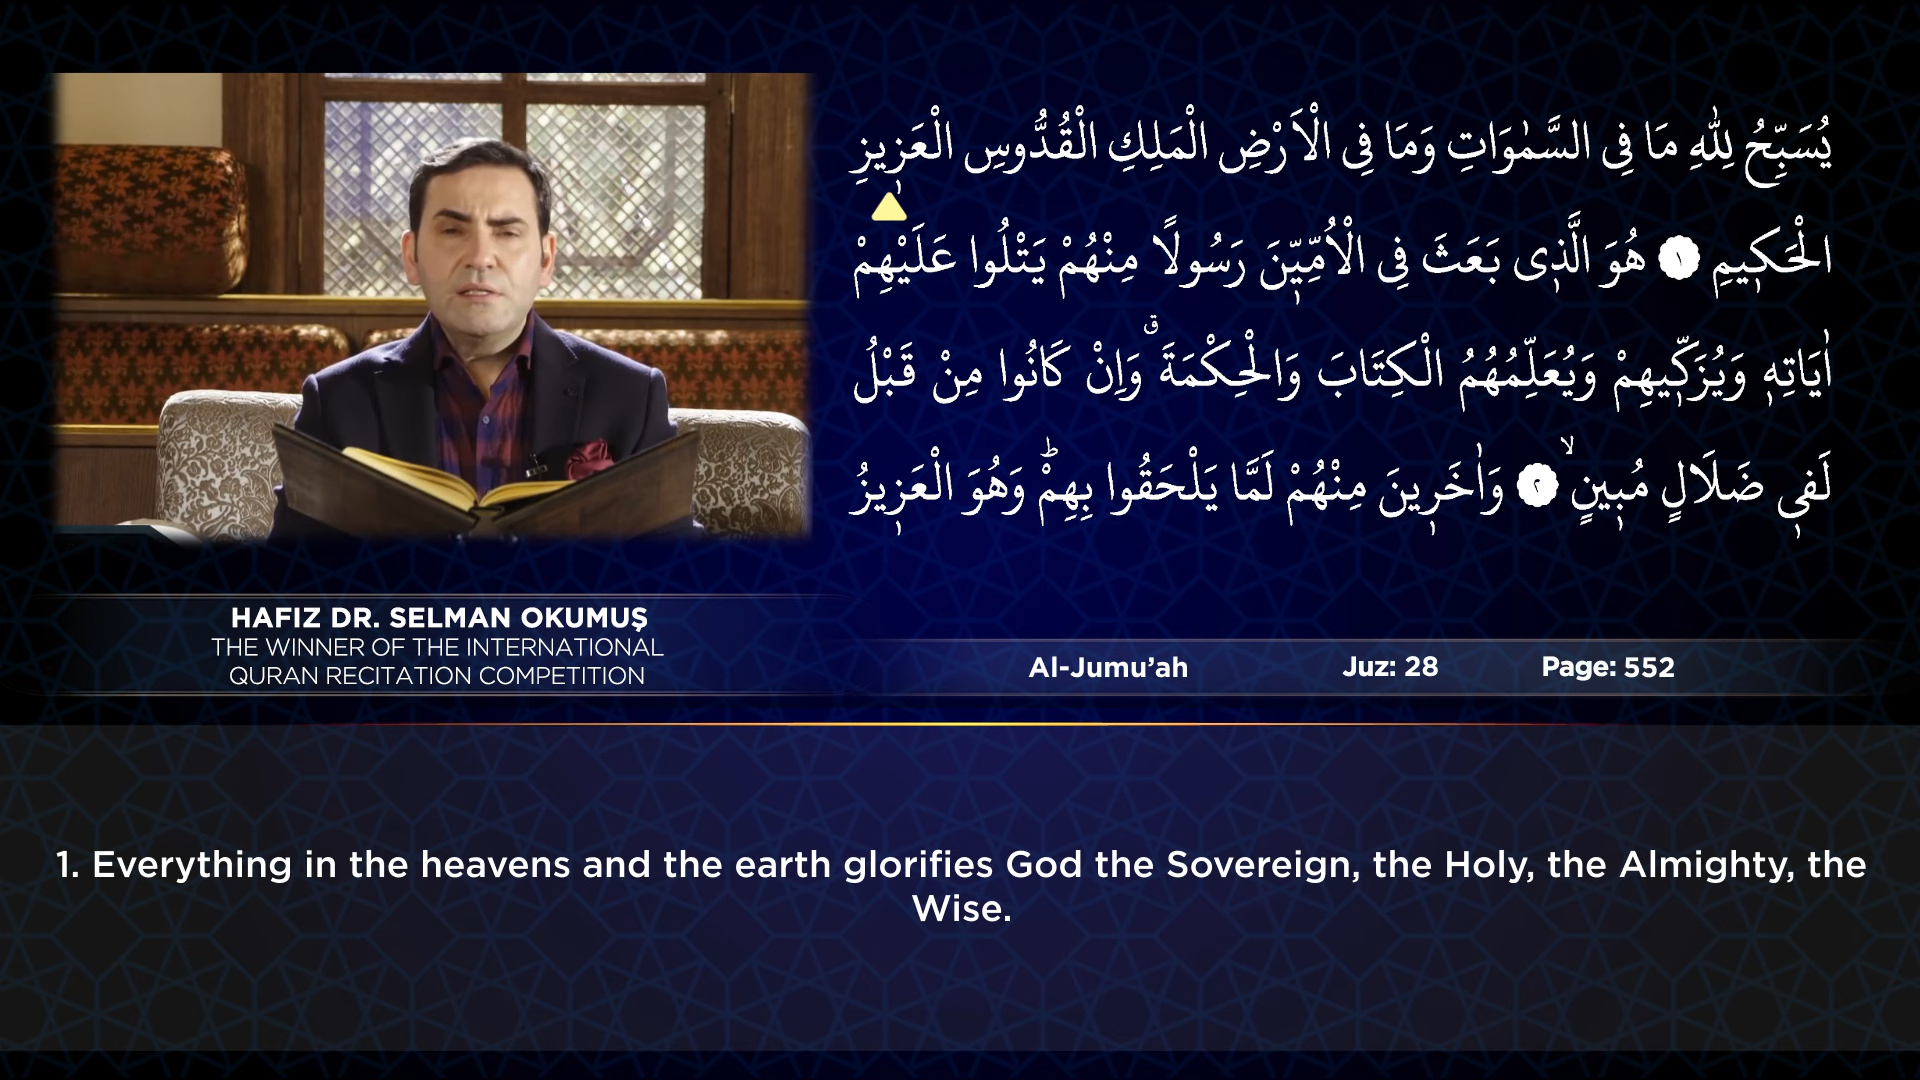 يُسَبِّحُ لِلّٰهِ مَا فِى السَّمٰوَاتِ وَمَا فِى الْاَرْضِ الْمَلِكِ الْقُدُّوسِ الْعَزٖيزِ
الْحَكٖيمِ ١ هُوَ الَّذٖى بَعَثَ فِى الْاُمِّيّٖنَ رَسُولًا مِنْهُمْ يَتْلُوا عَلَيْهِمْ
اٰيَاتِهٖ وَيُزَكّٖيهِمْ وَيُعَلِّمُهُمُ الْكِتَابَ وَالْحِكْمَةَۗ وَاِنْ كَانُوا مِنْ قَبْلُ
لَفٖى ضَلَالٍ مُبٖينٍۙ ٢ وَاٰخَرٖينَ مِنْهُمْ لَمَّا يَلْحَقُوا بِهِمْؕ وَهُوَ الْعَزٖيزُ
HAFIZ DR. SELMAN OKUMUŞ
THE WINNER OF THE INTERNATIONAL
QURAN RECITATION COMPETITION
Al-Jumu’ah Juz: 28 Page: 552
1. Everything in the heavens and the earth glorifies God the Sovereign, the Holy, the Almighty, the
Wise.